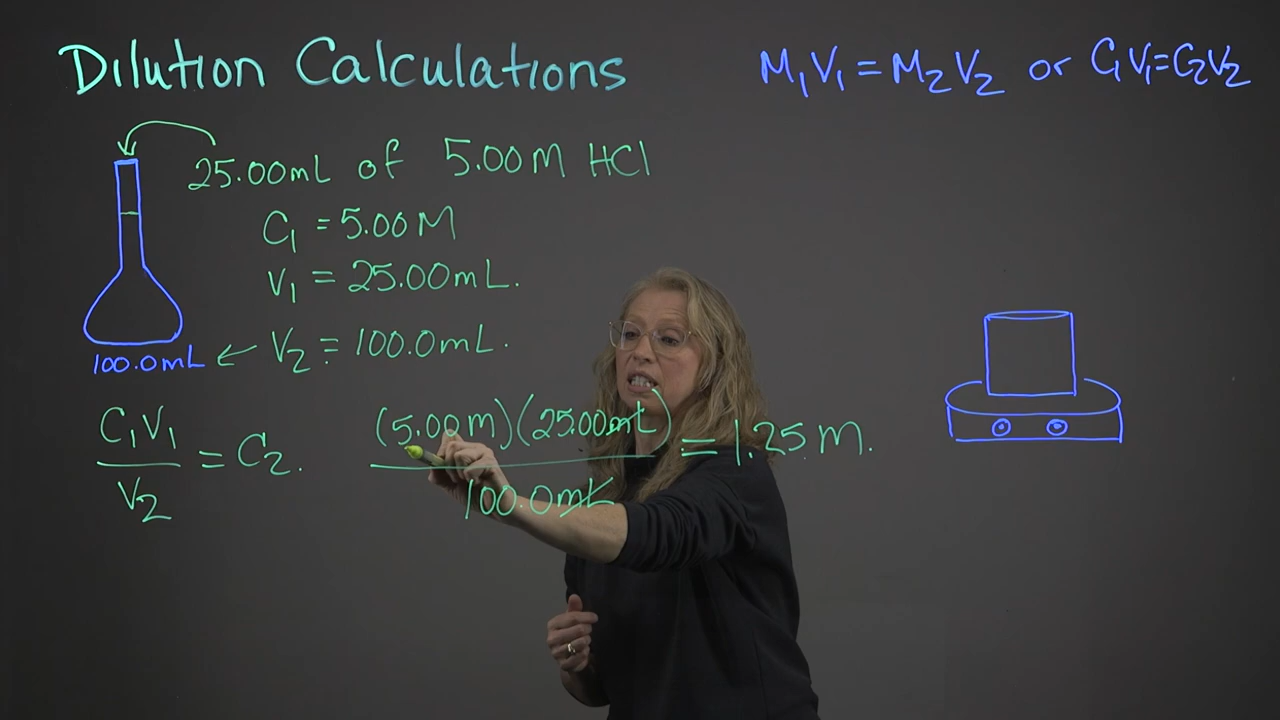 Dilution Calculations
M₁V₁ = M₂V₂ or C₁V₁=C₂V₂
25.00mL of 5.00M HCl
C₁ = 5.00M
V₁ = 25.00mL.
100.0mL ← V₂ = 100.0mL.
C₁V₁/V₂ = C₂. (5.00M)(25.00mL)/100.0mL = 1.25 M.